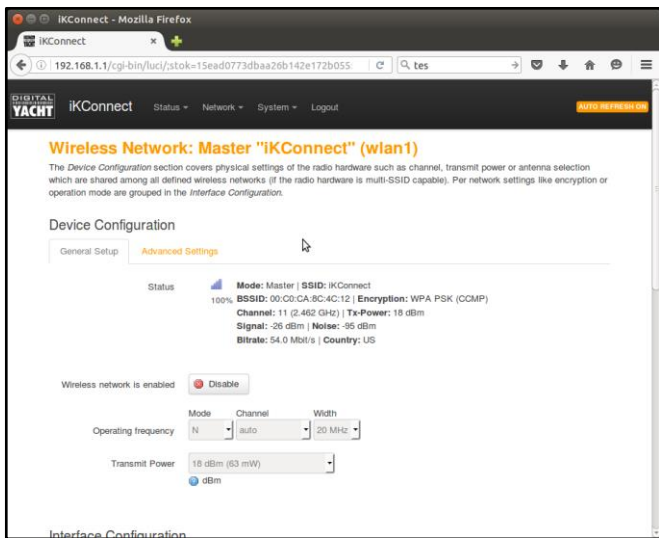 iKConnect - Mozilla Firefox
iKConnect
192.168.1.1/cgi-bin/luci/;stok=15ead0773dbaa26b142e172b055
tes
DIGITAL
YACHT
iKConnect Status Network System Logout AUTO REFRESH ON
Wireless Network: Master "iKConnect" (wlan1)
The Device Configuration section covers physical settings of the radio hardware such as channel, transmit power or antenna selection
which are shared among all defined wireless networks (if the radio hardware is multi-SSID capable). Per network settings like encryption or
operation mode are grouped in the Interface Configuration.
Device Configuration
General Setup Advanced Settings
Status
100%
Mode: Master | SSID: iKConnect
BSSID: 00:C0:CA:8C:4C:12 | Encryption: WPA PSK (CCMP)
Channel: 11 (2.462 GHz) | Tx-Power: 18 dBm
Signal: -26 dBm | Noise: -95 dBm
Bitrate: 54.0 Mbit/s | Country: US
Wireless network is enabled Disable
Mode Channel Width
Operating frequency N auto 20 MHz
Transmit Power 18 dBm (63 mW)
dBm
Interface Configuration